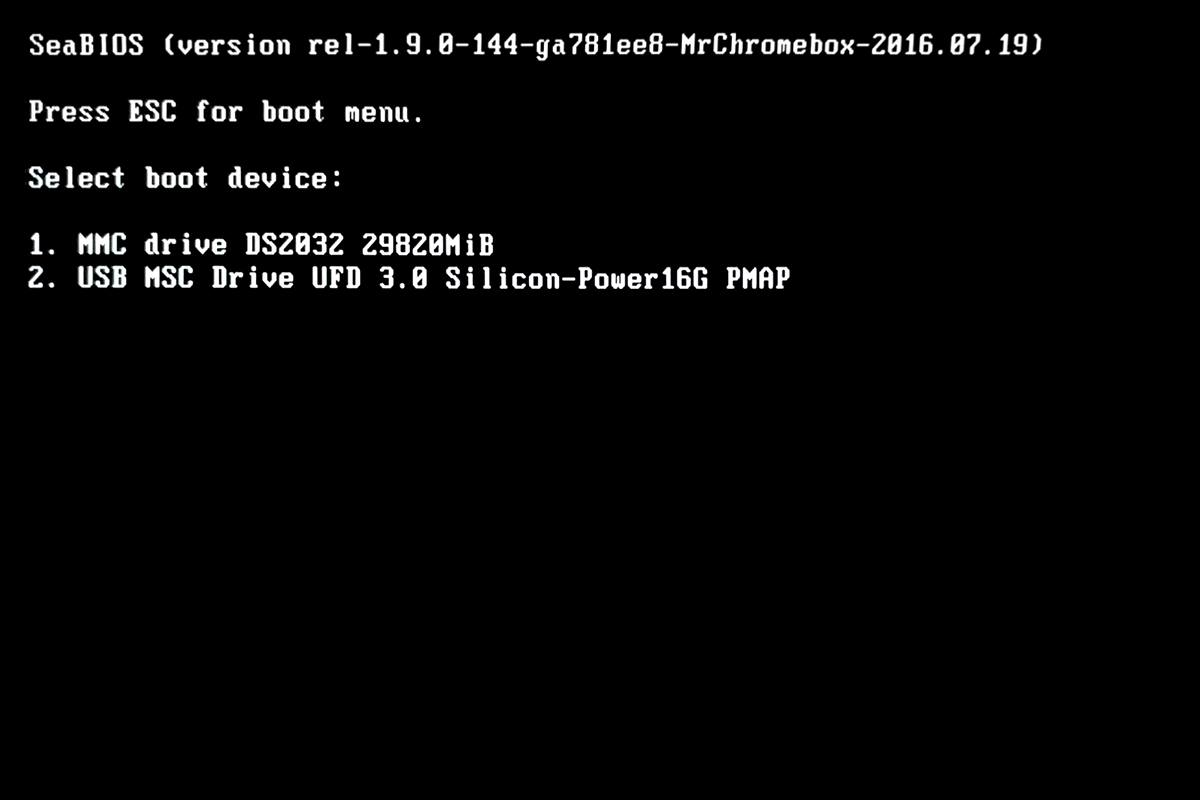 SeaBIOS (version rel-1.9.0-144-ga781ee8-MrChromebox-2016.07.19)
Press ESC for boot menu.
Select boot device:
1. MMC drive DS2032 29820MiB
2. USB MSC Drive UFD 3.0 Silicon-Power16G PMAP